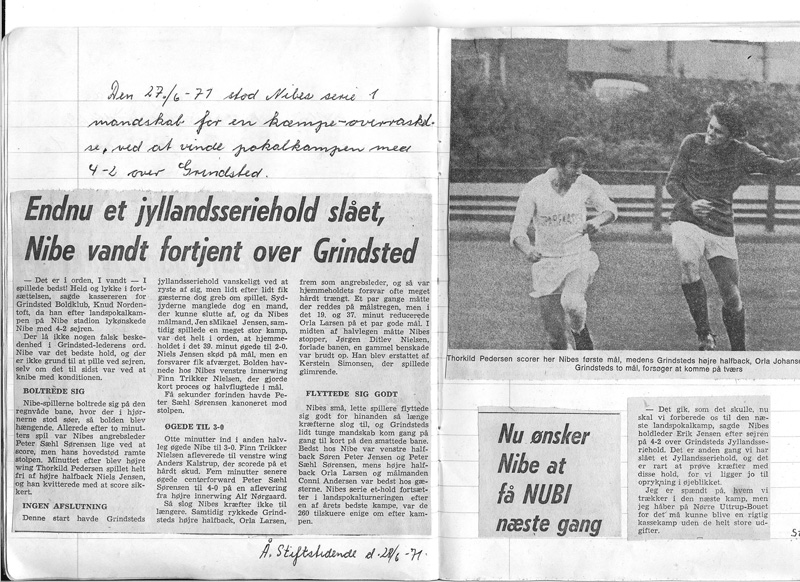 Den 27./6-71 stod Nibes serie 1
mandskab for en kæmpe-overraskel-
se, ved at vinde pokalkampen med
4-2 over Grindsted.
Endnu et jyllandsseriehold slået,
Nibe vandt fortjent over Grindsted
— Det er i orden, I vandt — I
spillede bedst! Held og lykke i fort-
sættelsen, sagde kassereren for
Grindsted Boldklub, Knud Norden-
toft, da han efter landspokalkam-
pen på Nibe stadion lykønskede
Nibe med 4-2 sejren.
Der lå ikke nogen falsk beske-
denhed i Grindsted-lederens ord.
Nibe var det bedste hold, og der
er ikke grund til at pille ved sejren,
selv om det til sidst var ved at
knibe med konditionen.
BOLTREDE SIG
Nibe-spillerne boltrede sig på den
regnvåde bane, hvor der i hjør-
nerne stod søer, så bolden blev
hængende. Allerede efter to minut-
ters spil var Nibes angrebsleder
Peter Sæhl Sørensen lige ved at
score, men hans hovedstød ramte
stolpen. Minuttet efter blev højre
wing Thorkild Pedersen spillet helt
fri af højre halfback Niels Jensen,
og han kvitterede med at score sik-
kert.
INGEN AFSLUTNING
Denne start havde Grindsteds
jyllandsseriehold vanskeligt ved at
ryste af sig, men lidt efter lidt fik
gæsterne dog greb om spillet. Syd-
jyderne manglede dog en mand,
der kunne slutte af, og da Nibes
målmand, Jen sMikael Jensen, sam-
tidig spillede en meget stor kamp,
var det helt i orden, at hjemme-
holdet i det 39. minut øgede til 2-0.
Niels Jensen skød på mål, men en
forsvarer fik afværget. Bolden hav-
nede hos Nibes venstre innerwing
Finn Trikker Nielsen, der gjorde
kort proces og halvflugtede i mål.
Få sekunder forinden havde Pe-
ter Sæhl Sørensen kanoneret mod
stolpen.
ØGEDE TIL 3-0
Otte minutter ind i anden halv-
leg øgede Nibe til 3-0. Finn Trikker
Nielsen afleverede til venstre wing
Anders Kalstrup, der scorede på et
hårdt skud. Fem minutter senere
øgede centerforward Peter Sæhl
Sørensen til 4-0 på en aflevering
fra højre innerwing Alf Nørgaard.
Så slog Nibes kræfter ikke til
længere. Samtidig rykkede Grind-
steds højre halfback, Orla Larsen,
frem som angrebsleder, og så var
hjemmeholdets forsvar ofte meget
hårdt trængt. Et par gange måtte
der reddes på målstregen, men i
det 19. og 37. minut reducerede
Orla Larsen på et par gode mål. I
midten af halvlegen måtte Nibes
stopper, Jørgen Ditlev Nielsen,
forlade banen, en gammel benskade
var brudt op. Han blev erstattet af
Kerstein Simonsen, der spillede
glimrende.
FLYTTEDE SIG GODT
Nibes små, lette spillere flyttede
sig godt for hinanden så længe
kræfterne slog til, og Grindsteds
lidt tunge mandskab kom gang på
gang til kort på den smattede bane.
Bedst hos Nibe var venstre half-
back Søren Peter Jensen og Peter
Sæhl Sørensen, mens højre half-
back Orla Larsen og målmanden
Conni Andersen var bedst hos gæ-
sterne. Nibes serie et-hold fortsæt-
ter i landspokalturneringen efter
en af årets bedste kampe, var de
260 tilskuere enige om efter kam-
pen.
Å. Stiftstidende d. 28/6-71.
Thorkild Pedersen scorer her Nibes første mål, medens Grindsteds højre halfback, Orla Johans
Grindsteds to mål, forsøger at komme på tværs
Nu ønsker
Nibe at
få NUBI
næste gang
— Det gik, som det skulle, nu
skal vi forberede os til den næ-
ste landspokalkamp, sagde Nibes
holdleder Erik Jensen efter sejren
på 4-2 over Grindsteds Jyllandsse-
riehold. Det er anden gang vi har
slået et Jyllandsseriehold, og det
er rart at prøve kræfter med
disse hold, for vi ligger jo til
oprykning i øjeblikket.
Jeg er spændt på, hvem vi
trækker i den næste kamp, men
jeg håber på Nørre Uttrup-Bouet
for det må kunne blive en rigtig
kassekamp uden de helt store ud-
gifter.